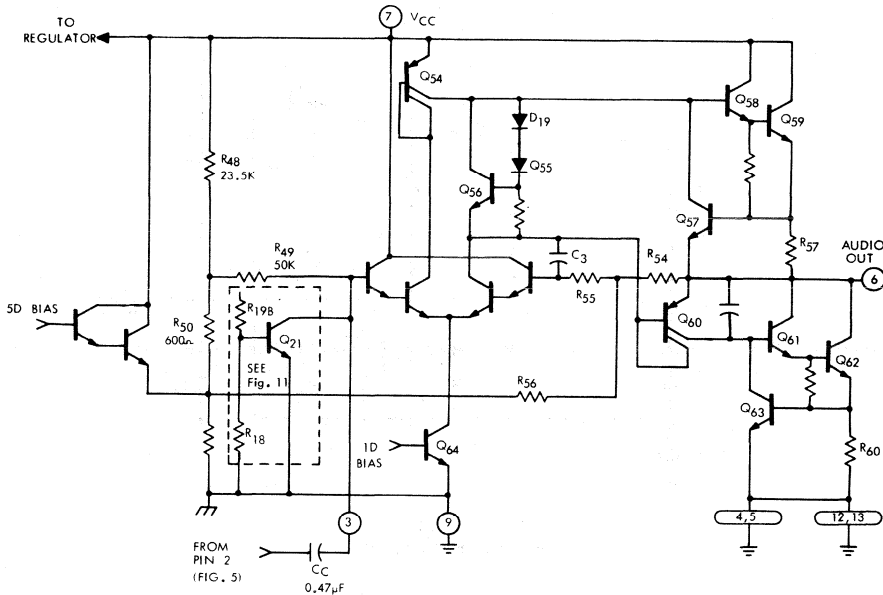 TO
REGULATOR
7
VCC
Q54
Q58
Q59
D19
Q55
Q56
R48
23.5K
Q57
R57
AUDIO
OUT
6
R49
50K
C3
R54
R55
5D BIAS
R50
600Ω
R19B
Q21
SEE
Fig. 11
R18
Q60
Q61
Q62
Q63
R56
1D
BIAS
Q64
R60
3
9
4,5
12,13
FROM
PIN 2
(FIG. 5)
CC
0.47µF